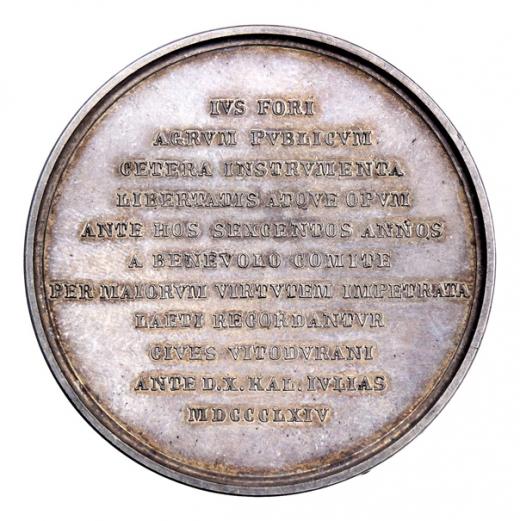 IVS FORI
AGRVM PVBLICVM
CETERA INSTRVMENTA
LIBERTATIS ATQVE OPVM
ANTE HOS SEXCENTOS ANNOS
A BENEVOLO COMITE
PER MAIORVM VIRTVTEM IMPETRATA
LAETI RECORDANTVR
CIVES VITODVRANI
ANTE D.X. KAL. IVLIAS
MDCCCLXIV